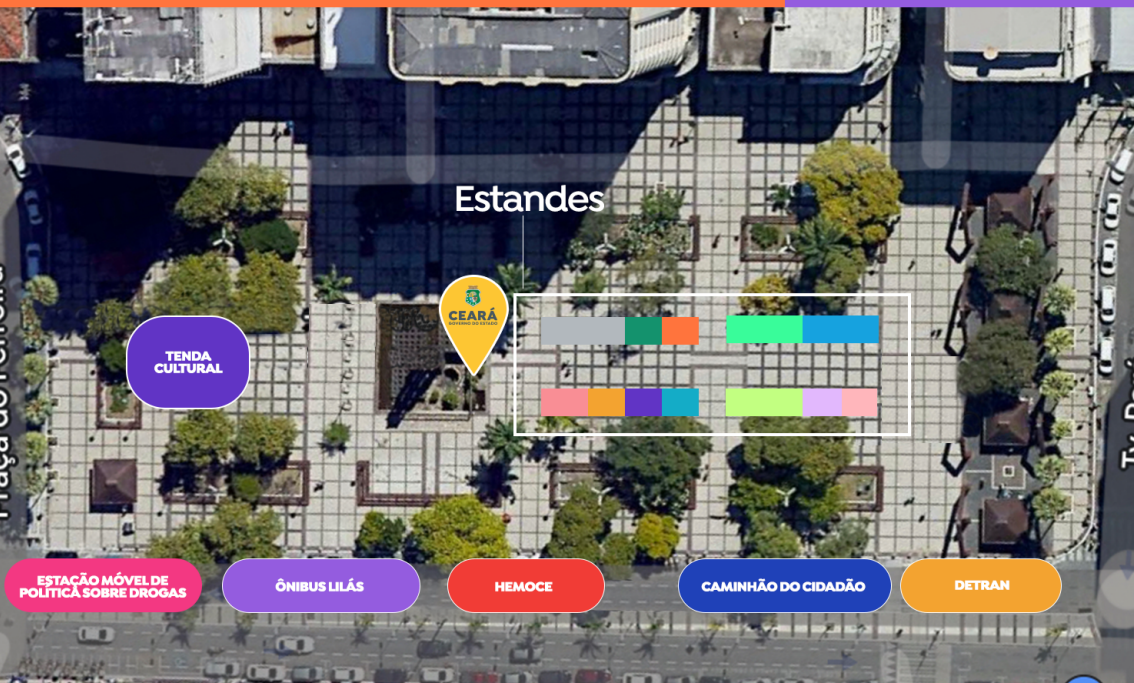 Estandes
CEARÁ
GOVERNO DO ESTADO
TENDA
CULTURAL
ESTAÇÃO MÓVEL DE
POLÍTICA SOBRE DROGAS
ÔNIBUS LILÁS
HEMOCE
CAMINHÃO DO CIDADÃO
DETRAN